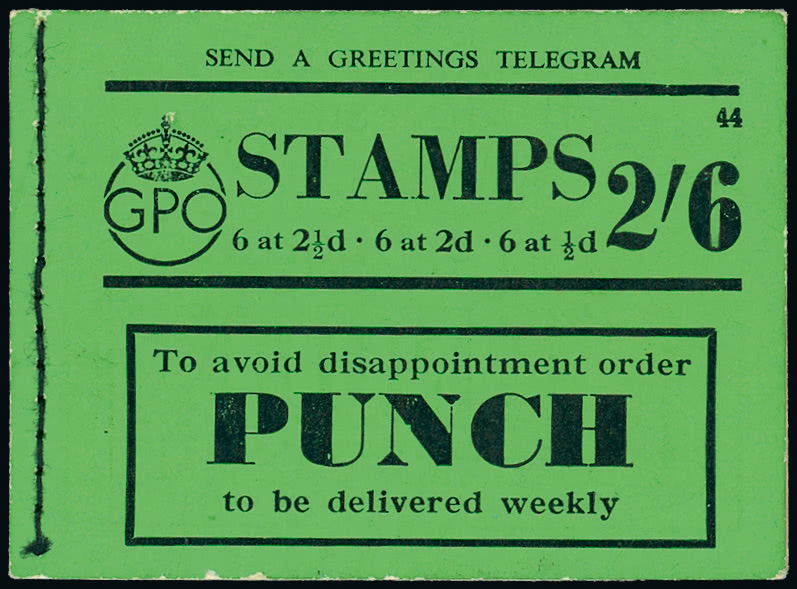 SEND A GREETINGS TELEGRAM
44
GPO
STAMPS 2/6
6 at 2½d · 6 at 2d · 6 at ½d
To avoid disappointment order
PUNCH
to be delivered weekly